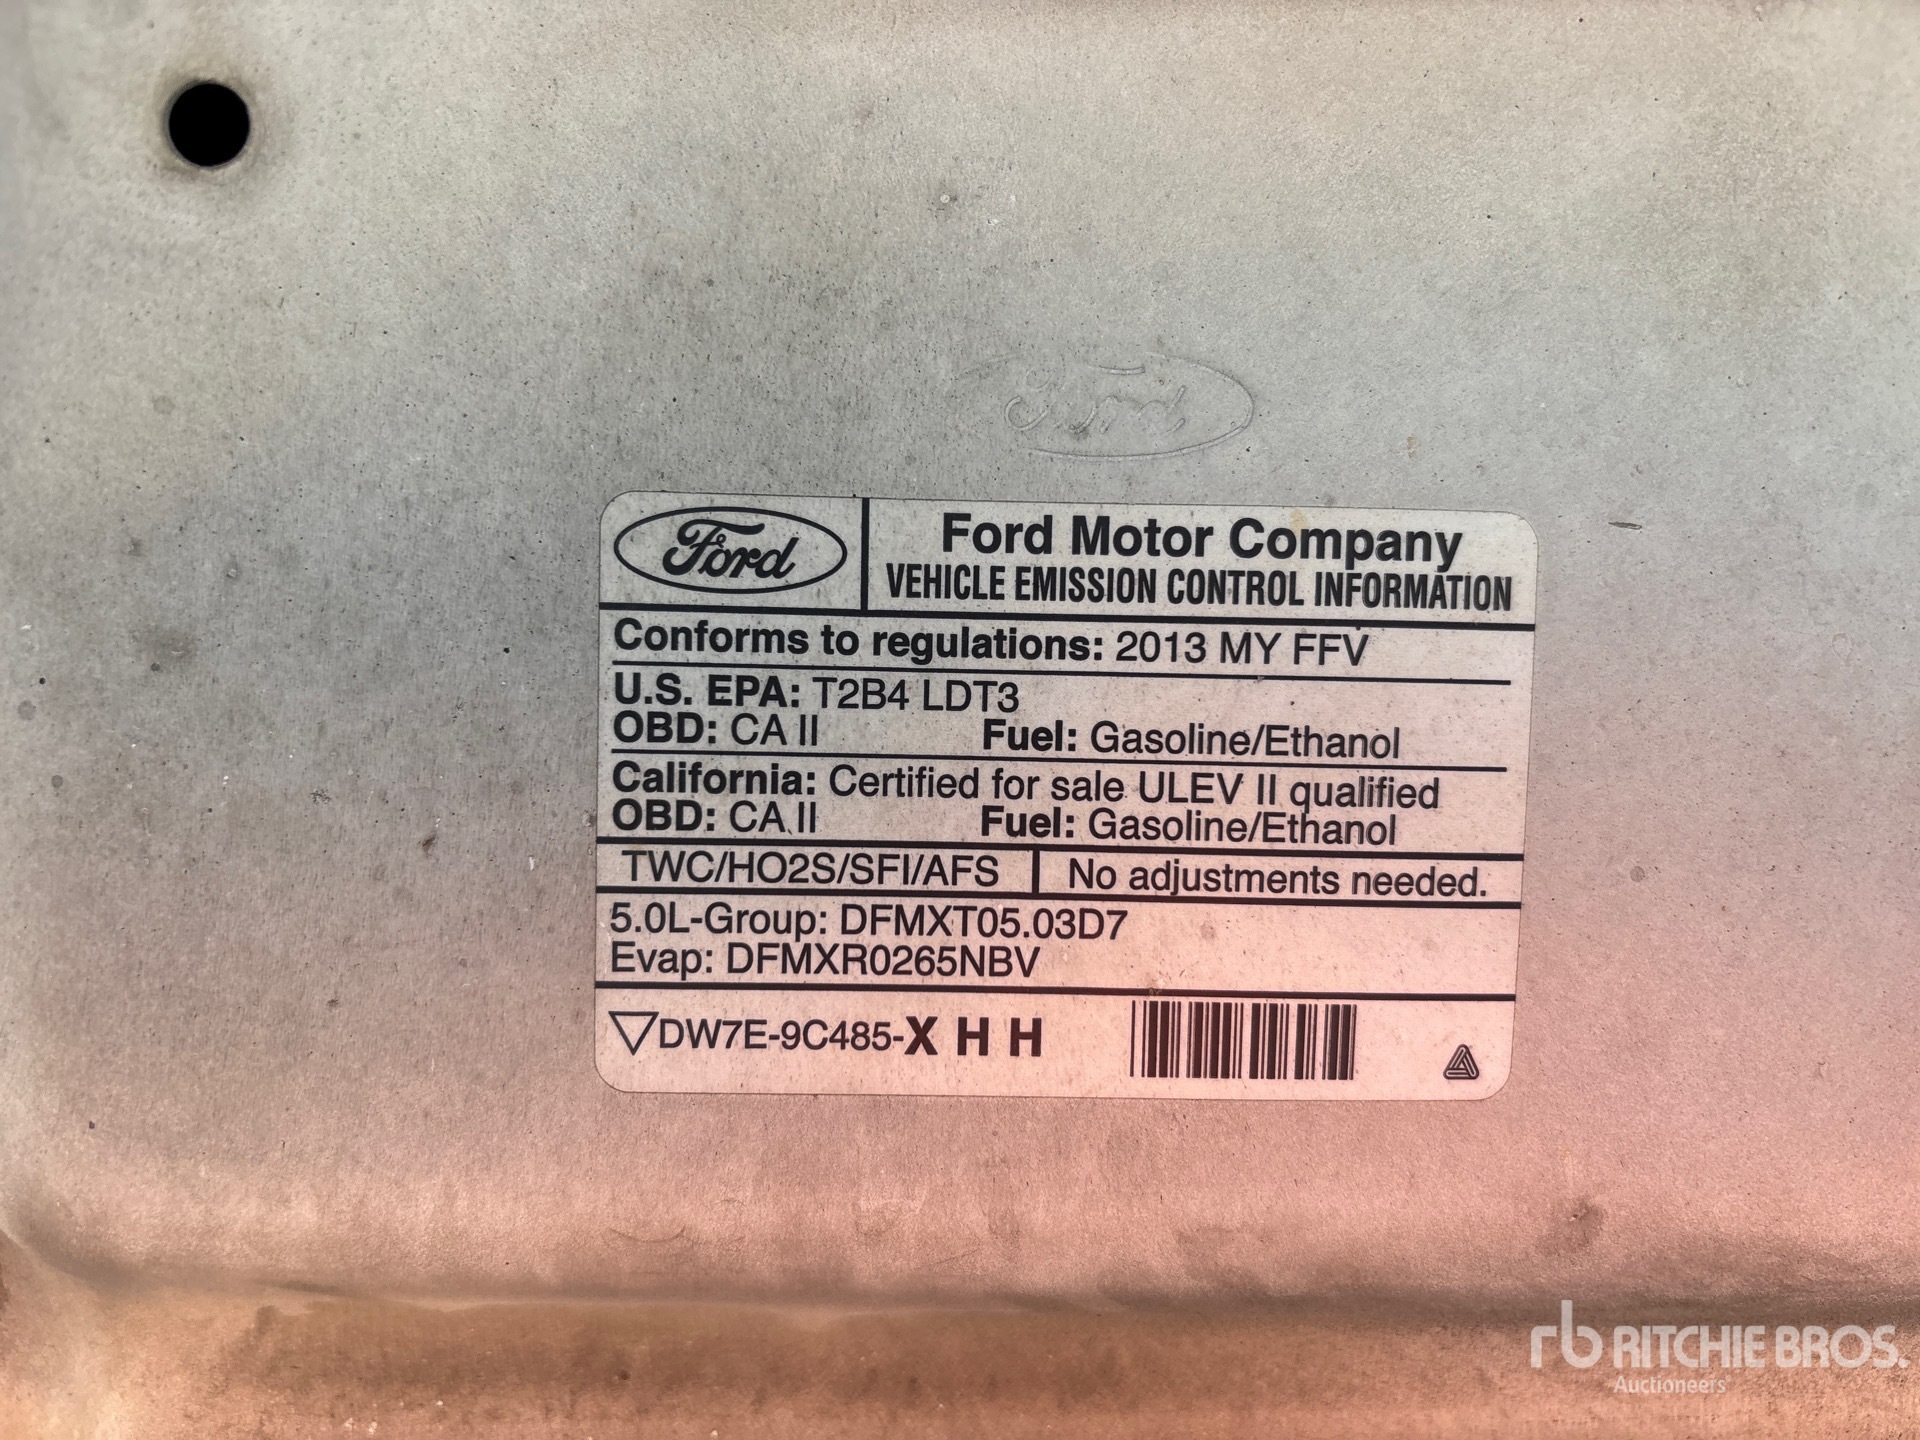 Ford
Ford
Ford Motor Company
VEHICLE EMISSION CONTROL INFORMATION
Conforms to regulations: 2013 MY FFV
U.S. EPA: T2B4 LDT3
OBD: CA II Fuel: Gasoline/Ethanol
California: Certified for sale ULEV II qualified
OBD: CA II Fuel: Gasoline/Ethanol
TWC/HO2S/SFI/AFS No adjustments needed.
5.0L-Group: DFMXT05.03D7
Evap: DFMXR0265NBV
DW7E-9C485-X H H
rb RITCHIE BROS.
Auctioneers